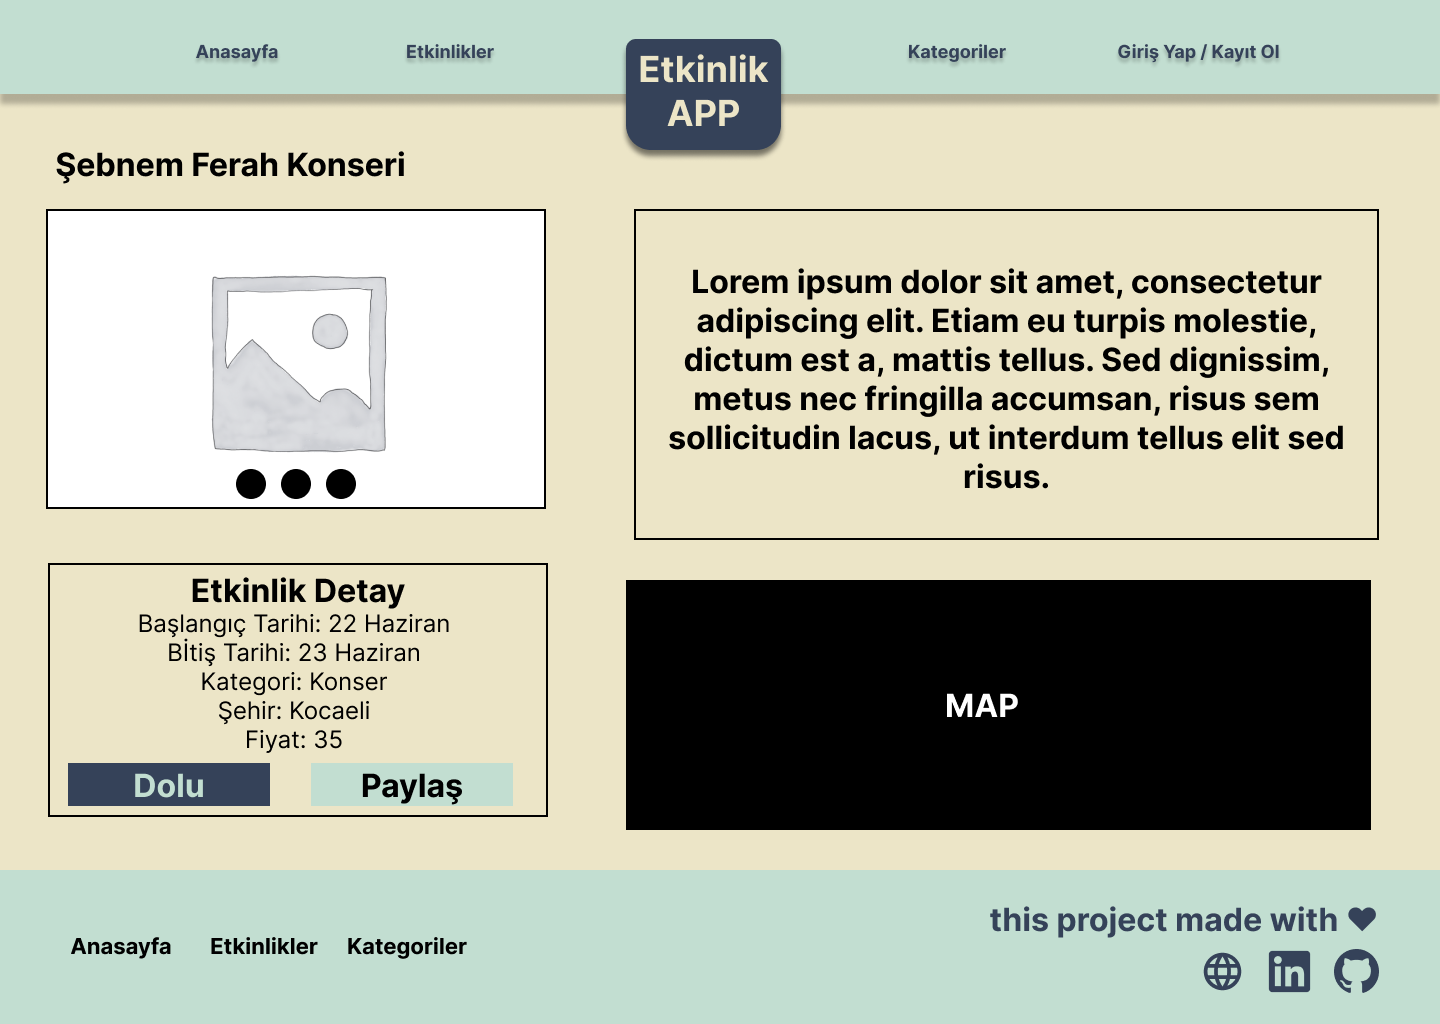 Anasayfa
Etkinlikler
Etkinlik
APP
Kategoriler
Giriş Yap / Kayıt Ol
Şebnem Ferah Konseri
Lorem ipsum dolor sit amet, consectetur
adipiscing elit. Etiam eu turpis molestie,
dictum est a, mattis tellus. Sed dignissim,
metus nec fringilla accumsan, risus sem
sollicitudin lacus, ut interdum tellus elit sed
risus.
Etkinlik Detay
Başlangıç Tarihi: 22 Haziran
Bİtiş Tarihi: 23 Haziran
Kategori: Konser
Şehir: Kocaeli
Fiyat: 35
Dolu
Paylaş
MAP
this project made with ♥
Anasayfa
Etkinlikler
Kategoriler
in